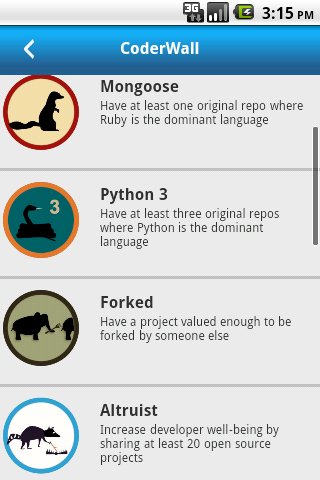 3G 3:15 PM
CoderWall
Mongoose
Have at least one original repo where
Ruby is the dominant language
3
Python 3
Have at least three original repos
where Python is the dominant
language
Forked
Have a project valued enough to be
forked by someone else
Altruist
Increase developer well-being by
sharing at least 20 open source
projects